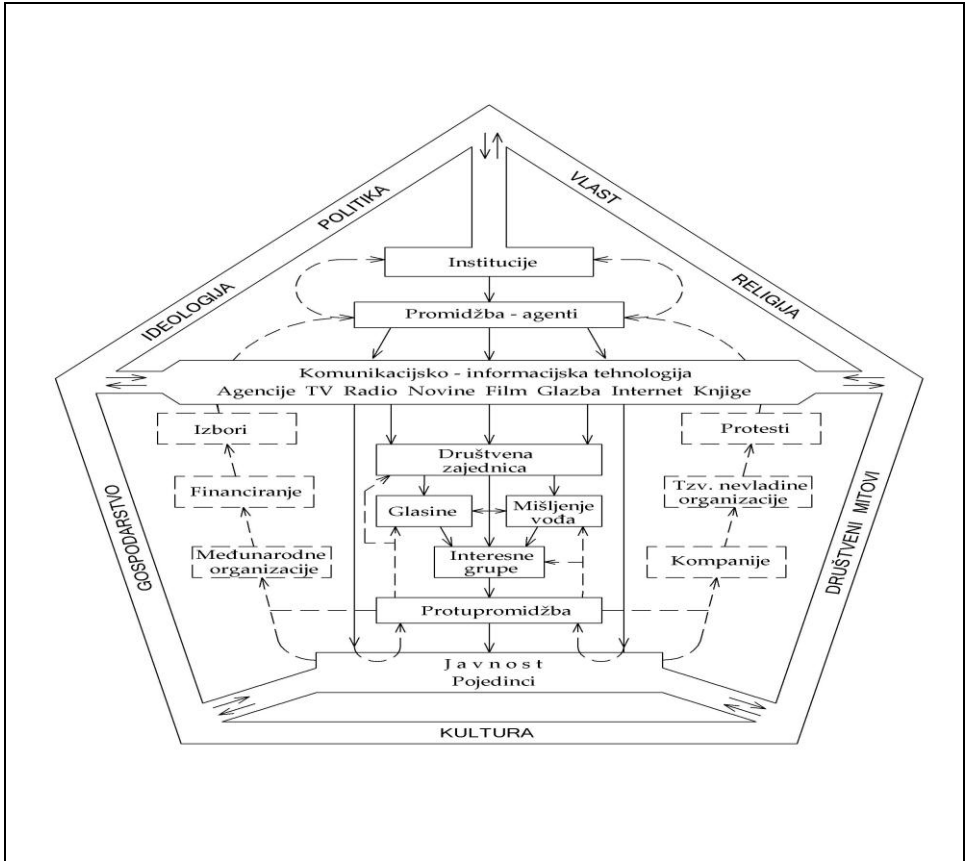 POLITIKA
VLAST
IDEOLOGIJA
RELIGIJA
Institucije
Promidžba - agenti
Komunikacijsko - informacijska tehnologija
Agencije TV Radio Novine Film Glazba Internet Knjige
Izbori
Protesti
Društvena
zajednica
Financiranje
Tzv. nevladine
organizacije
Glasine
Mišljenje
vođa
GOSPODARSTVO
DRUŠTVENI MITOVI
Međunarodne
organizacije
Interesne
grupe
Kompanije
Protupromidžba
Javnost
Pojedinci
KULTURA